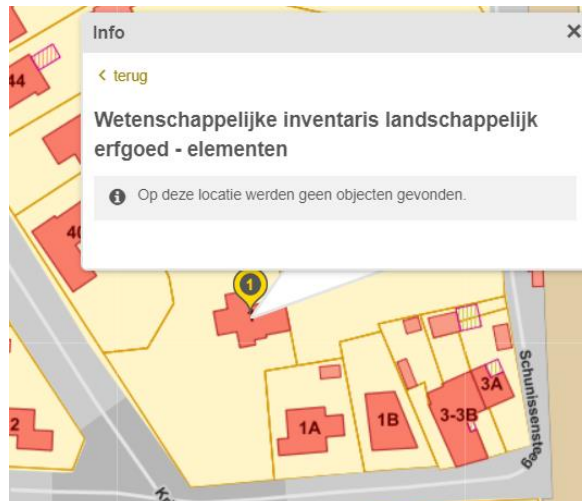 Info
×
< terug
Wetenschappelijke inventaris landschappelijk
erfgoed - elementen
Op deze locatie werden geen objecten gevonden.
44
40
1
1A
1B
3-3B
3A
2
Schunissensteeg